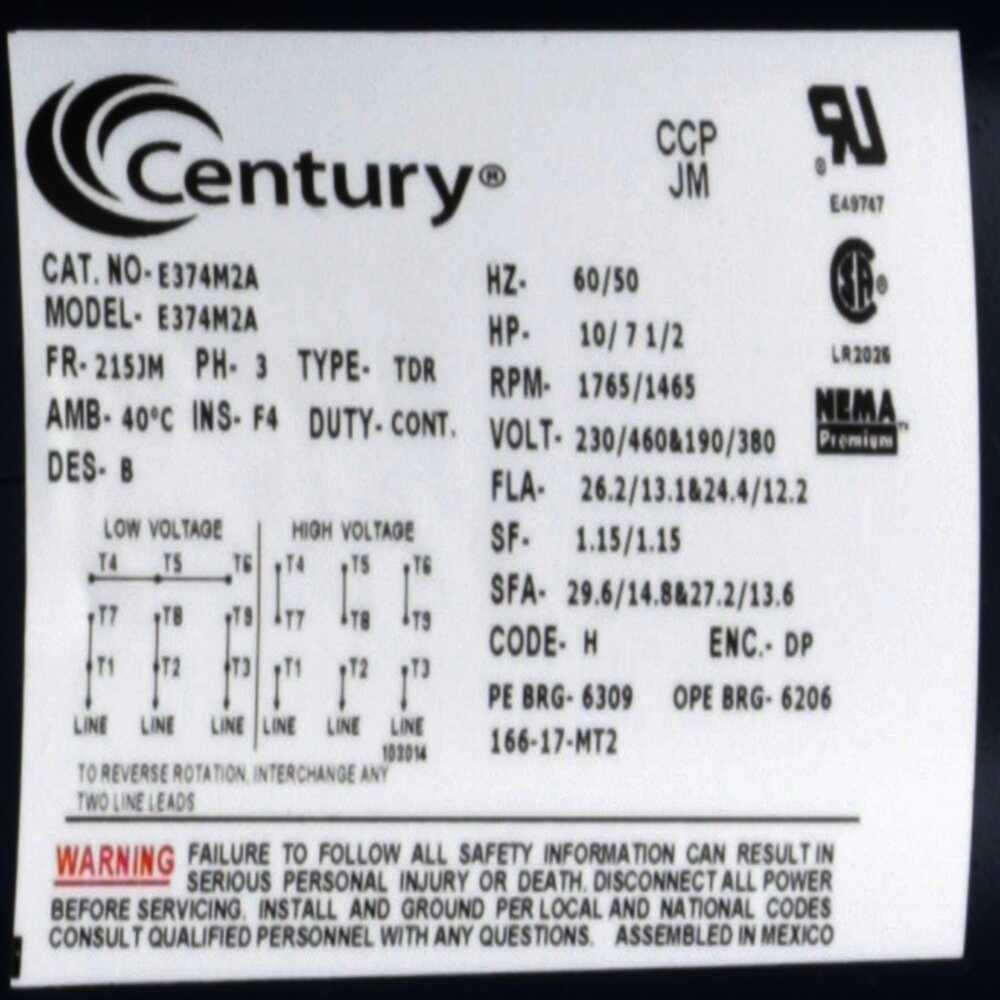 Century®
CCP
JM
E49747
LR2026
NEMA
Premium™
CAT. NO- E374M2A
MODEL- E374M2A
FR- 215JM PH- 3 TYPE- TDR
AMB- 40°C INS- F4 DUTY- CONT.
DES- B
HZ- 60/50
HP- 10/ 7 1/2
RPM- 1765/1465
VOLT- 230/460&190/380
FLA- 26.2/13.1&24.4/12.2
SF- 1.15/1.15
SFA- 29.6/14.8&27.2/13.6
CODE- H ENC.- DP
PE BRG- 6309 OPE BRG- 6206
166-17-MT2
LOW VOLTAGE HIGH VOLTAGE
T4 T5 T6 T4 T5 T6
T7 T8 T9 T7 T8 T9
T1 T2 T3 T1 T2 T3
LINE LINE LINE LINE LINE LINE
103014
TO REVERSE ROTATION, INTERCHANGE ANY
TWO LINE LEADS
WARNING FAILURE TO FOLLOW ALL SAFETY INFORMATION CAN RESULT IN
SERIOUS PERSONAL INJURY OR DEATH. DISCONNECT ALL POWER
BEFORE SERVICING. INSTALL AND GROUND PER LOCAL AND NATIONAL CODES
CONSULT QUALIFIED PERSONNEL WITH ANY QUESTIONS. ASSEMBLED IN MEXICO